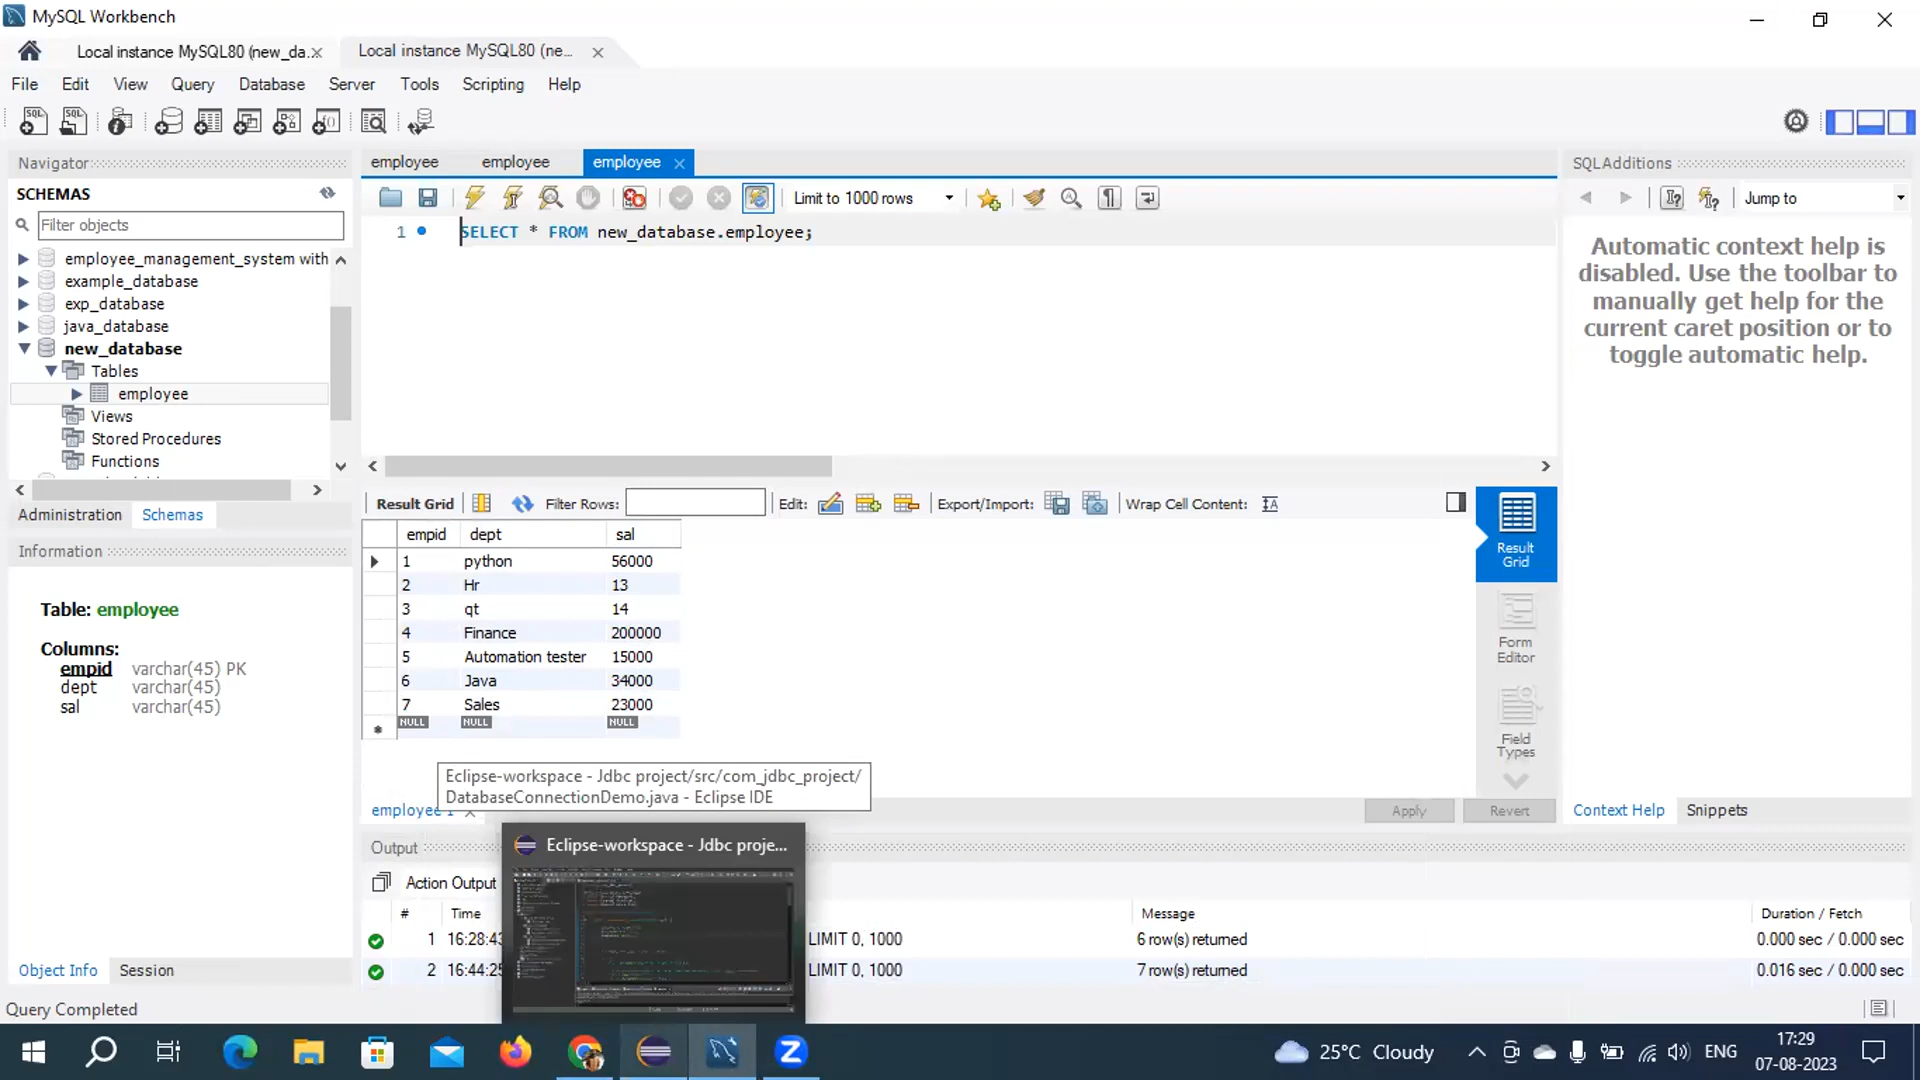 MySQL Workbench
Local instance MySQL80 (new_da...
Local instance MySQL80 (ne...
File Edit View Query Database Server Tools Scripting Help
Navigator
SCHEMAS
Filter objects
employee_management_system with
example_database
exp_database
java_database
new_database
Tables
employee
Views
Stored Procedures
Functions
Administration Schemas
Information
Table: employee
Columns:
empid varchar(45) PK
dept varchar(45)
sal varchar(45)
Object Info Session
Query Completed
employee employee employee
Limit to 1000 rows
1 SELECT * FROM new_database.employee;
Result Grid Filter Rows: Edit: Export/Import: Wrap Cell Content:
empid dept sal
1 python 56000
2 Hr 13
3 qt 14
4 Finance 200000
5 Automation tester 15000
6 Java 34000
7 Sales 23000
NULL NULL NULL
Result Grid
Form Editor
Field Types
Eclipse-workspace - Jdbc project/src/com_jdbc_project/
DatabaseConnectionDemo.java - Eclipse IDE
employee 1
Apply Revert
Eclipse-workspace - Jdbc proje...
Output
Action Output
# Time Message Duration / Fetch
1 16:28:43 LIMIT 0, 1000 6 row(s) returned 0.000 sec / 0.000 sec
2 16:44:25 LIMIT 0, 1000 7 row(s) returned 0.016 sec / 0.000 sec
SQLAdditions
Jump to
Automatic context help is
disabled. Use the toolbar to
manually get help for the
current caret position or to
toggle automatic help.
Context Help Snippets
25°C Cloudy
ENG
17:29
07-08-2023